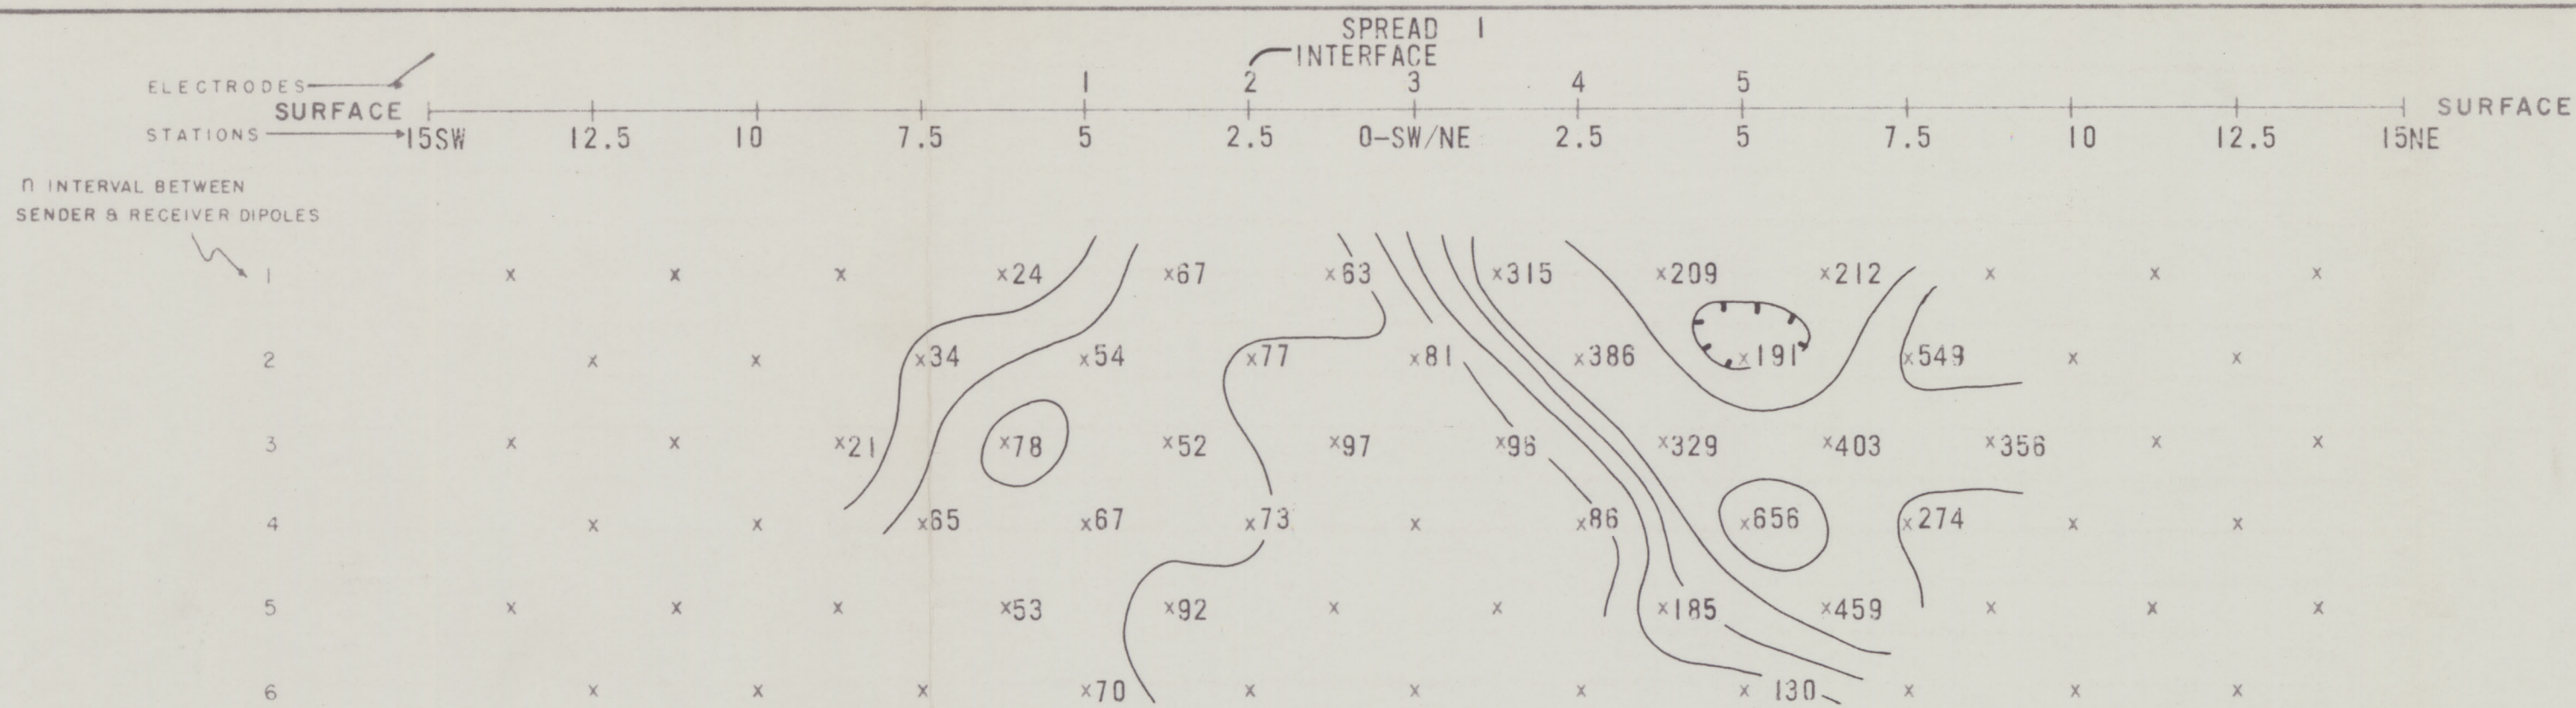 SPREAD 1
INTERFACE
ELECTRODES 1 2 3 4 5
SURFACE SURFACE
STATIONS 15SW 12.5 10 7.5 5 2.5 0-SW/NE 2.5 5 7.5 10 12.5 15NE
n INTERVAL BETWEEN
SENDER & RECEIVER DIPOLES
1 x x x x24 x67 x63 x315 x209 x212 x x x
2 x x x34 x54 x77 x81 x386 x191 x549 x x
3 x x x21 x78 x52 x97 x96 x329 x403 x356 x x
4 x x x65 x67 x73 x x86 x656 x274 x x
5 x x x x53 x92 x x x185 x459 x x x
6 x x x x70 x x x x 130 x x x